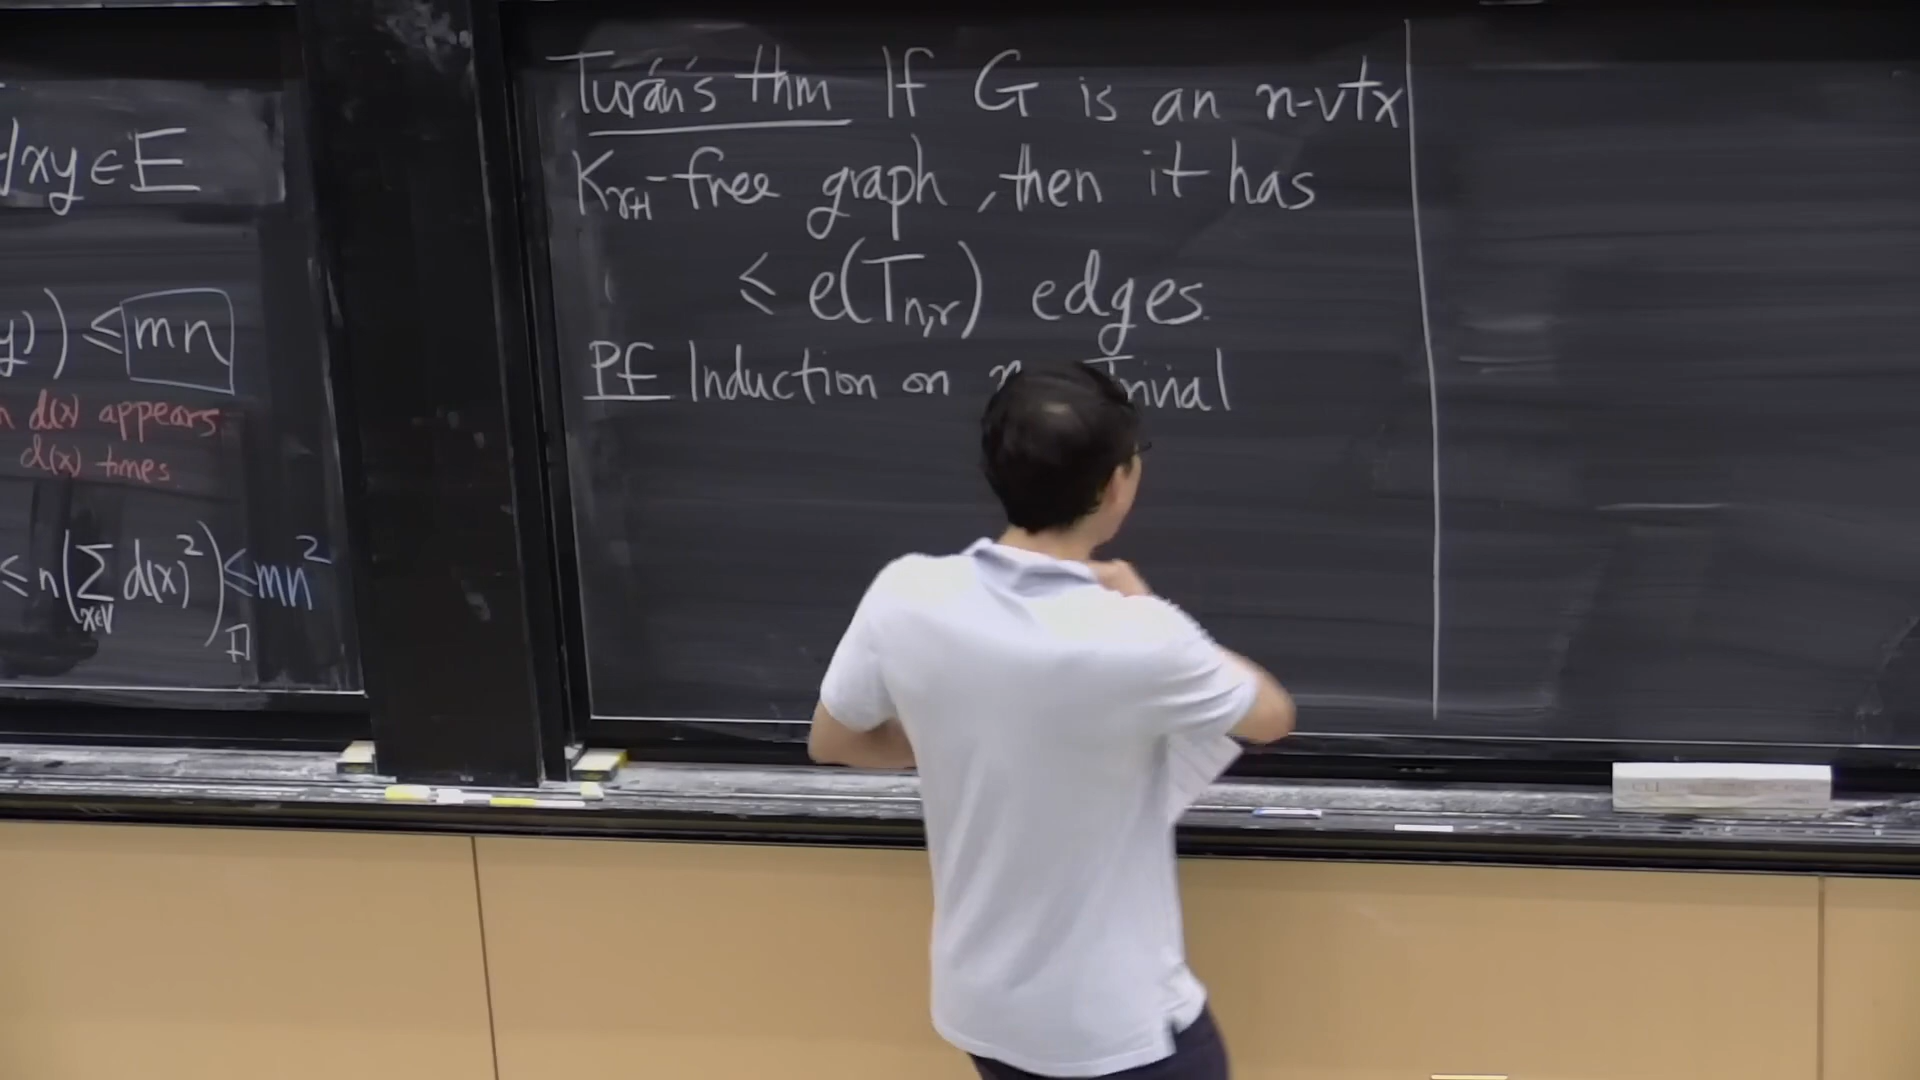 ∀xy∈E
y)) ≤ mn
d(x) appears
d(x) times
≤ n(∑_{x∈V} d(x)²) ≤ mn²
Turán's thm If G is an n-vtx
K_{r+1}-free graph, then it has
≤ e(T_{n,r}) edges.
Pf Induction on Trivial